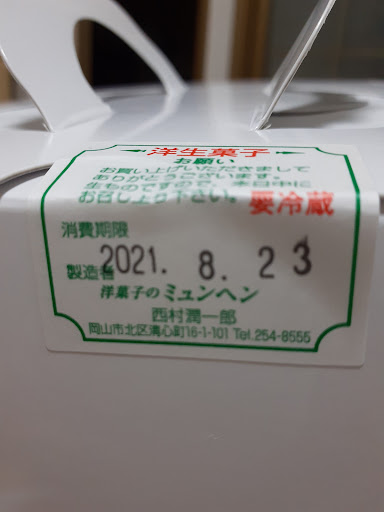 洋生菓子
お願い
お買い上げいただきまして
ありがとうございます。
生ものですので、本日中に
お召し上り下さい。 要冷蔵
消費期限
2021. 8. 23
製造者
洋菓子のミュンヘン
西村潤一郎
岡山市北区清心町16-1-101 Tel.254-8555